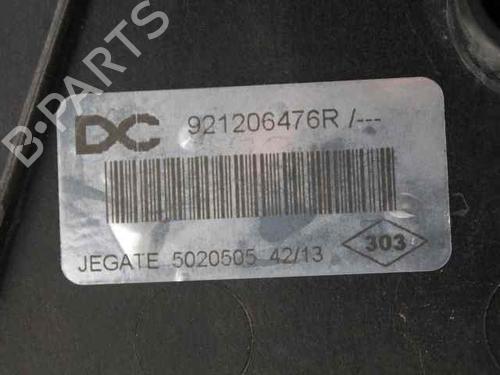 B-PARTS
DC 921206476R /---
JEGATE 5020505 42/13
303